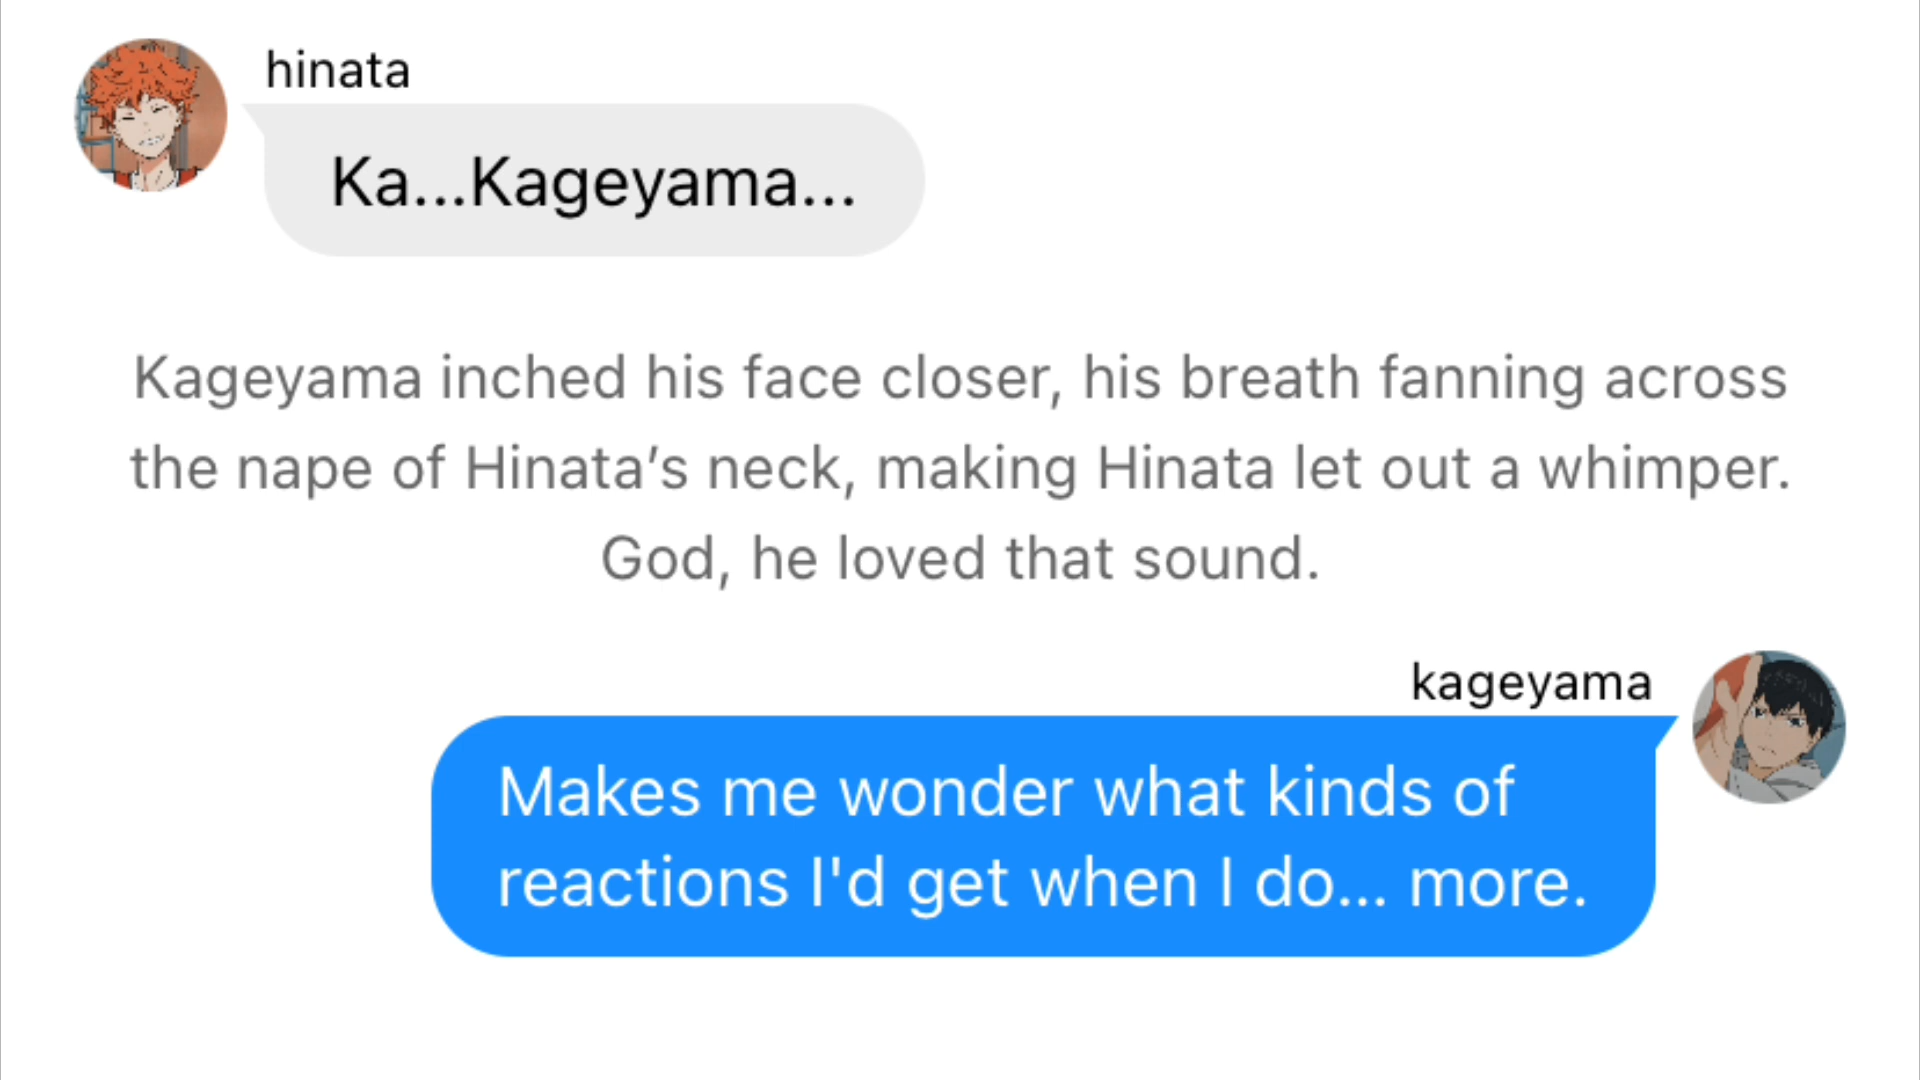 hinata
Ka...Kageyama...
Kageyama inched his face closer, his breath fanning across
the nape of Hinata’s neck, making Hinata let out a whimper.
God, he loved that sound.
kageyama
Makes me wonder what kinds of
reactions I'd get when I do... more.